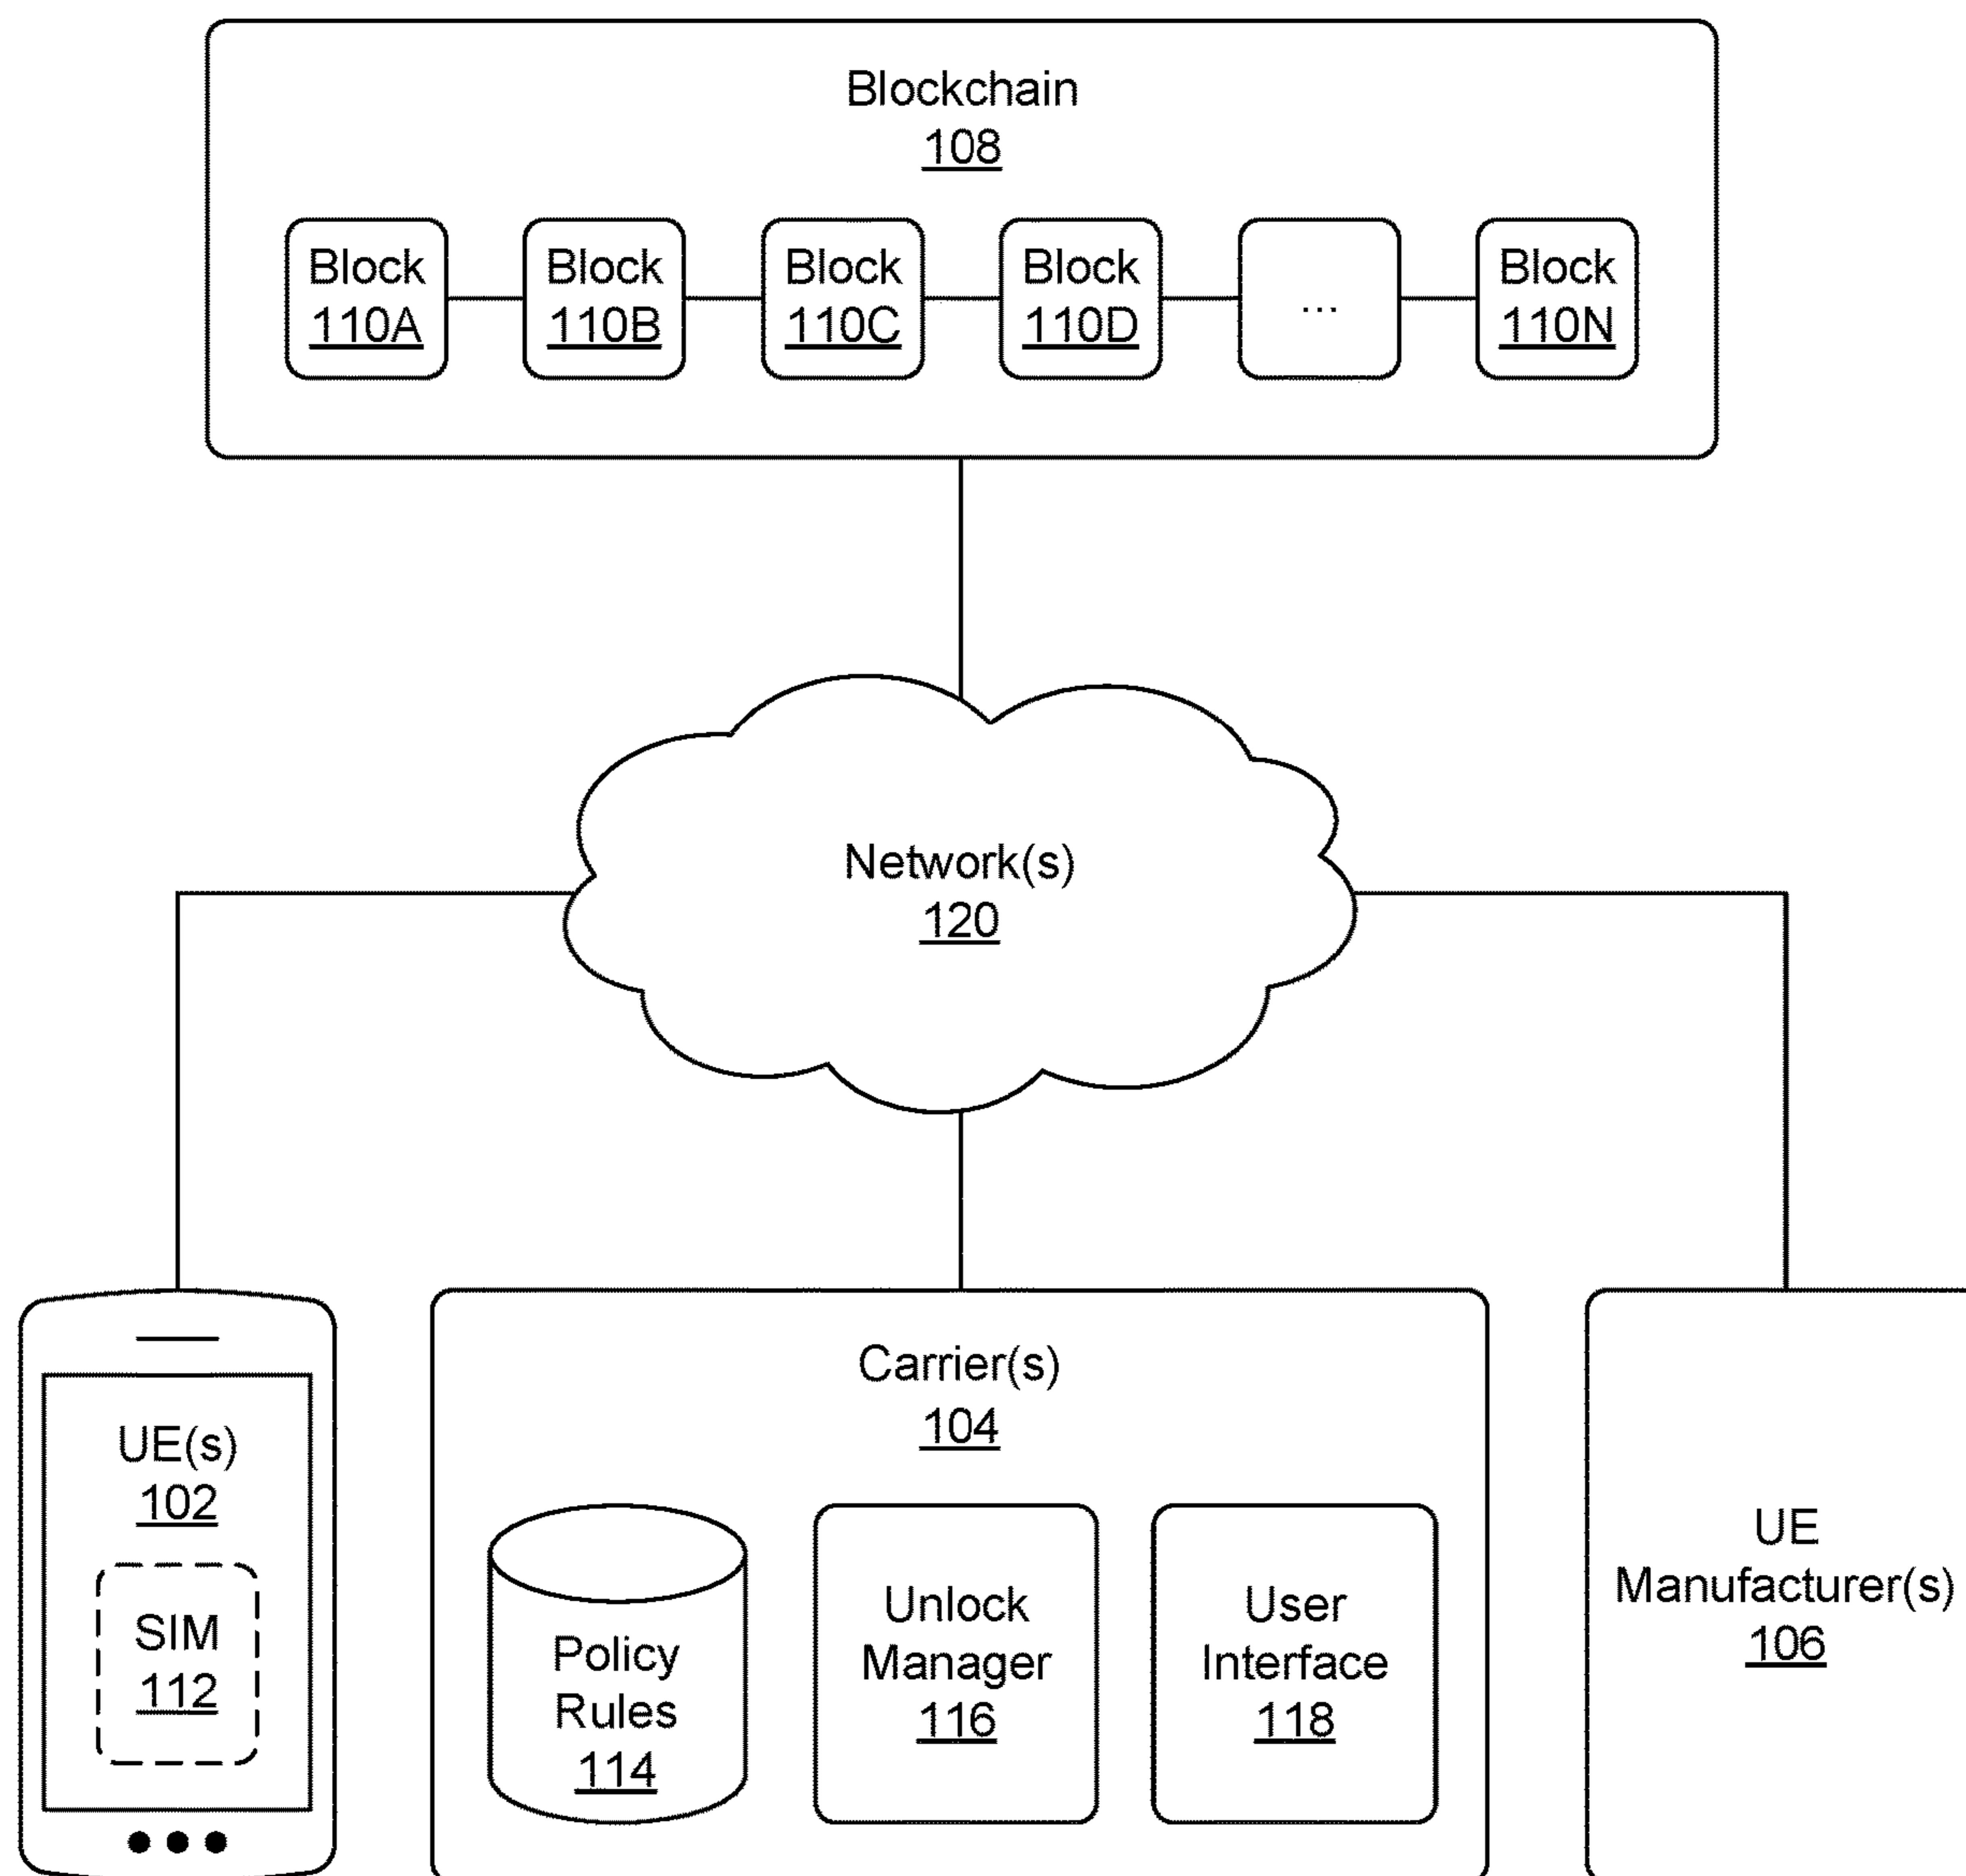 Blockchain
108
Block
110A
Block
110B
Block
110C
Block
110D
...
Block
110N
Network(s)
120
UE(s)
102
SIM
112
Carrier(s)
104
Policy
Rules
114
Unlock
Manager
116
User
Interface
118
UE
Manufacturer(s)
106